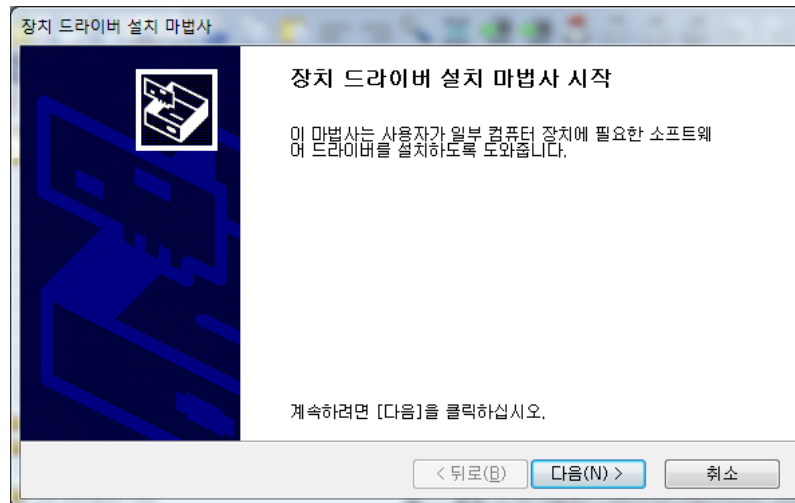 장치 드라이버 설치 마법사
장치 드라이버 설치 마법사 시작
이 마법사는 사용자가 일부 컴퓨터 장치에 필요한 소프트웨
어 드라이버를 설치하도록 도와줍니다.
계속하려면 [다음]을 클릭하십시오.
< 뒤로(B) 다음(N) > 취소